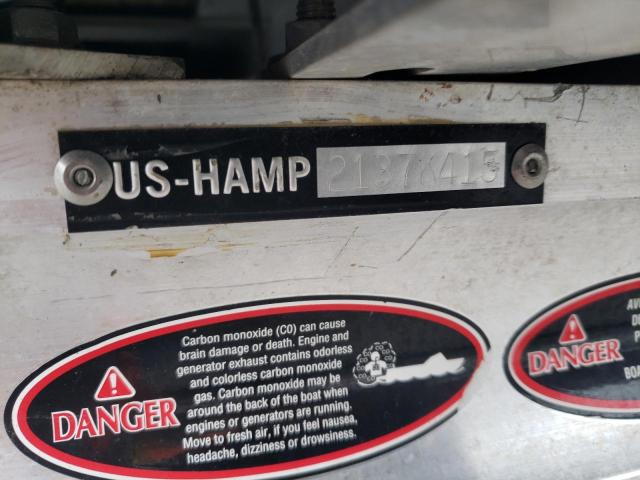 US-HAMP 2137K415
DANGER
Carbon monoxide (CO) can cause
brain damage or death. Engine and
generator exhaust contains odorless
and colorless carbon monoxide
gas. Carbon monoxide may be
around the back of the boat when
engines or generators are running.
Move to fresh air, if you feel nausea,
headache, dizziness or drowsiness.
DANGER